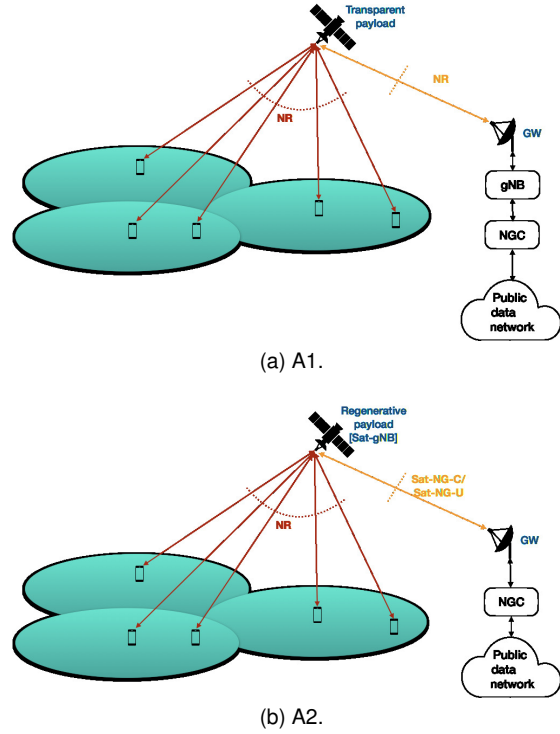 Transparent
payload
NR
NR
GW
gNB
NGC
Public
data
network
(a) A1.
Regenerative
payload
[Sat-gNB]
Sat-NG-C/
Sat-NG-U
NR
GW
NGC
Public
data
network
(b) A2.